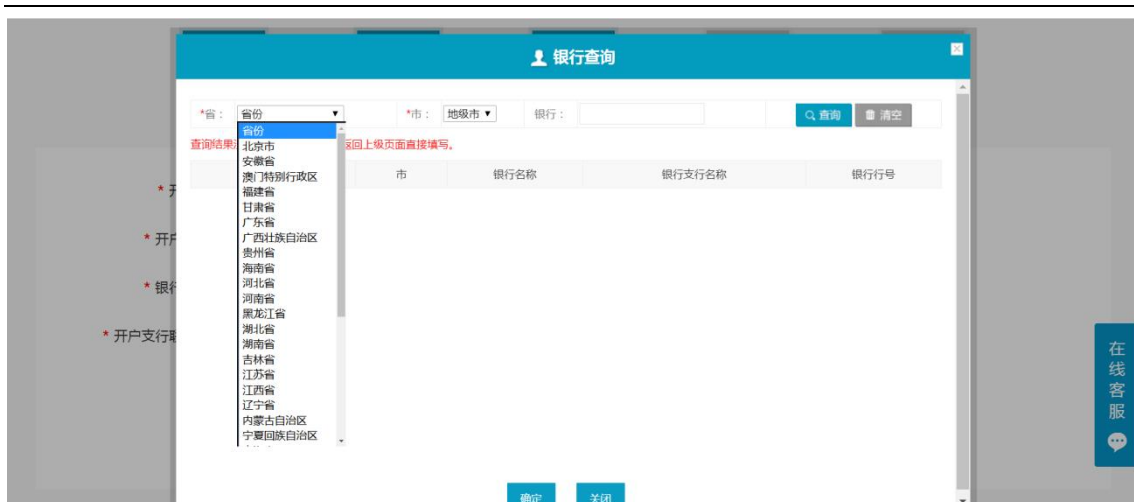 银行查询
*省： 省份 *市： 地级市 银行： 查询 清空
查询结果
返回上级页面直接填写。
市 银行名称 银行支行名称 银行行号
省份
北京市
安徽省
澳门特别行政区
福建省
甘肃省
广东省
广西壮族自治区
贵州省
海南省
河北省
河南省
黑龙江省
湖北省
湖南省
吉林省
江苏省
江西省
辽宁省
内蒙古自治区
宁夏回族自治区
* 开
* 开户
* 银行
* 开户支行联
确定 关闭
在线客服